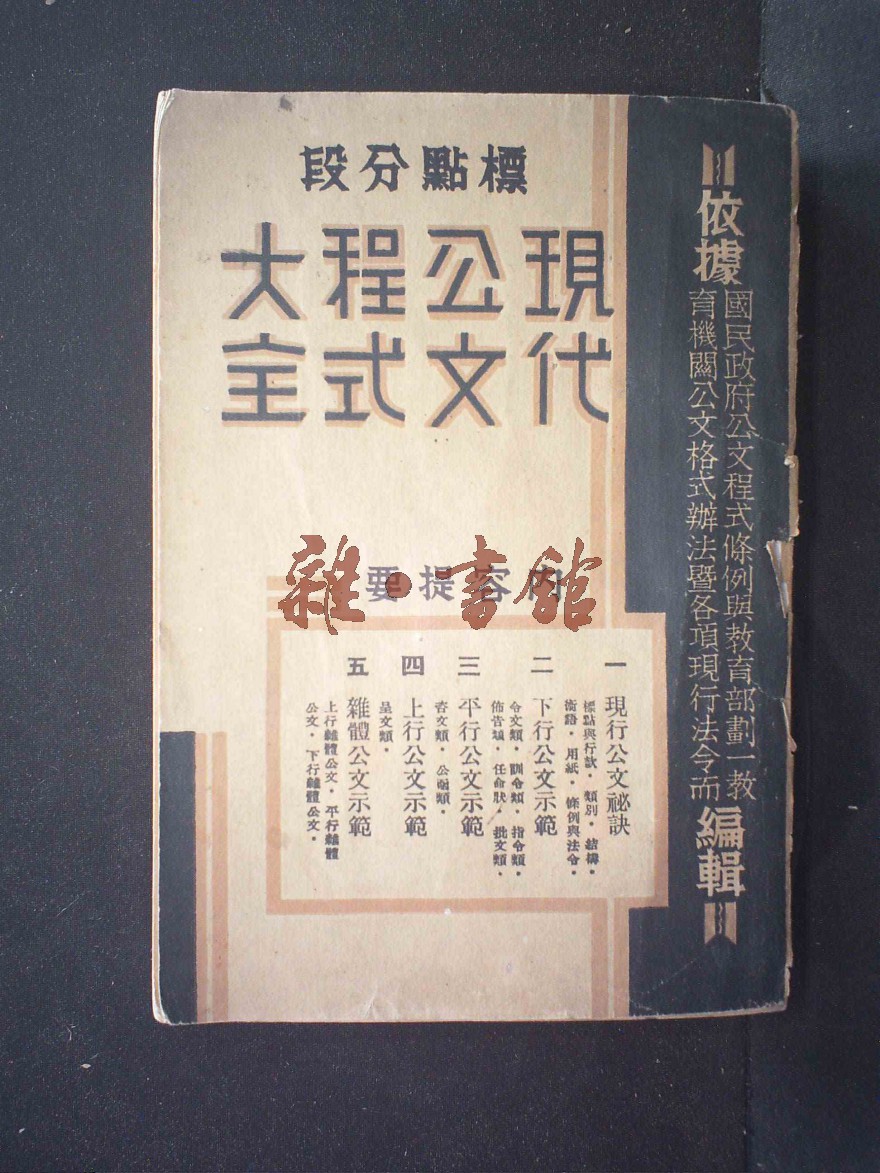 依據
國民政府公文程式條例與教育部劃一教
育機關公文格式辦法暨各項現行法令而
編輯
標點分段
現代公文程式大全
內容提要
雜·書館
一 現行公文祕訣
標點與行款．類別．結構．
術語．用紙．條例與法令．
二 下行公文示範
令文類．訓令類．指令類．
佈告類．任命狀．批文類．
三 平行公文示範
咨文類．公函類．
四 上行公文示範
呈文類．
五 雜體公文示範
上行雜體公文．平行雜體
公文．下行雜體公文．